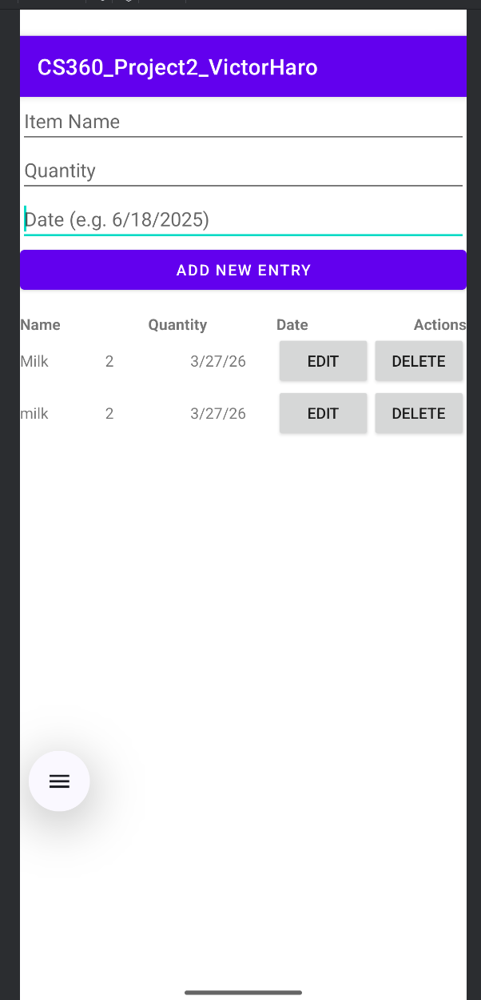 CS360_Project2_VictorHaro
Item Name
Quantity
Date (e.g. 6/18/2025)
ADD NEW ENTRY
Name Quantity Date Actions
Milk 2 3/27/26 EDIT DELETE
milk 2 3/27/26 EDIT DELETE